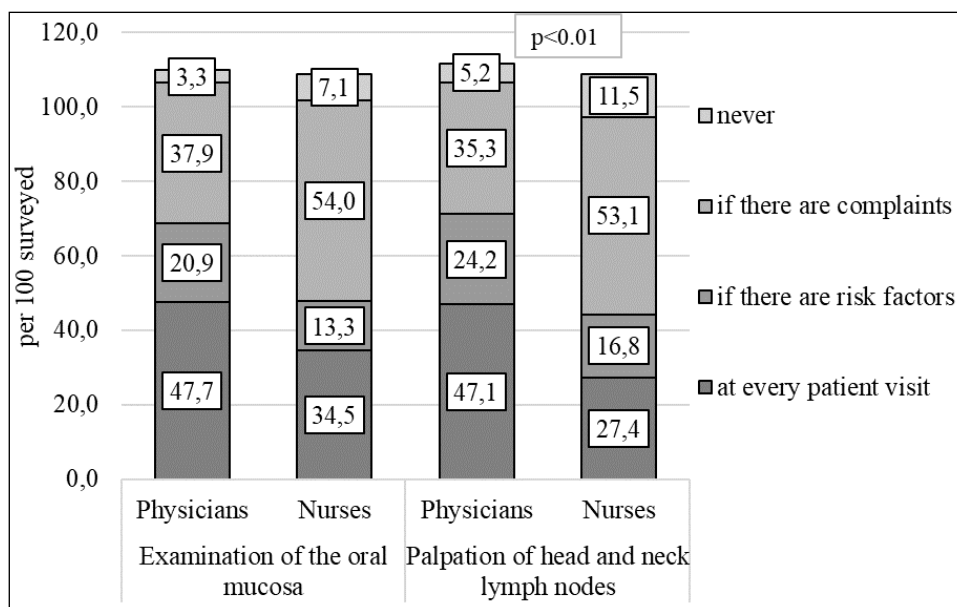 120,0
100,0
80,0
60,0
40,0
20,0
0,0
per 100 surveyed
p<0.01
3,3
37,9
20,9
47,7
7,1
54,0
13,3
34,5
5,2
35,3
24,2
47,1
11,5
53,1
16,8
27,4
never
if there are complaints
if there are risk factors
at every patient visit
Physicians
Nurses
Physicians
Nurses
Examination of the oral
mucosa
Palpation of head and neck
lymph nodes